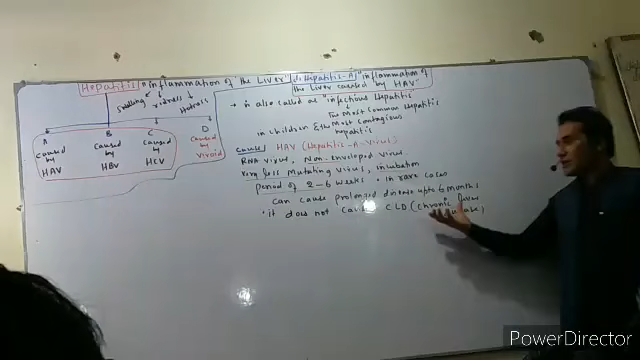 Hepatitis "inflammation of the Liver"
Swelling redness Hotness
A B C D
caused by HAV
caused by HBV
caused by HCV
caused by viroid
Hepatitis-A "inflammation of
the Liver caused by HAV"
is also called as "infectious Hepatitis
The Most Common Hepatitis
in children & the Most Contagious
Hepatitis
cause HAV (Hepatitis-A-Virus)
RNA virus, Non-enveloped virus
Very less Mutating virus, incubation
period of 2-6 weeks. in rare cases
can cause prolonged disease upto 6 months
it does not cause CLD (chronic liver
PowerDirector